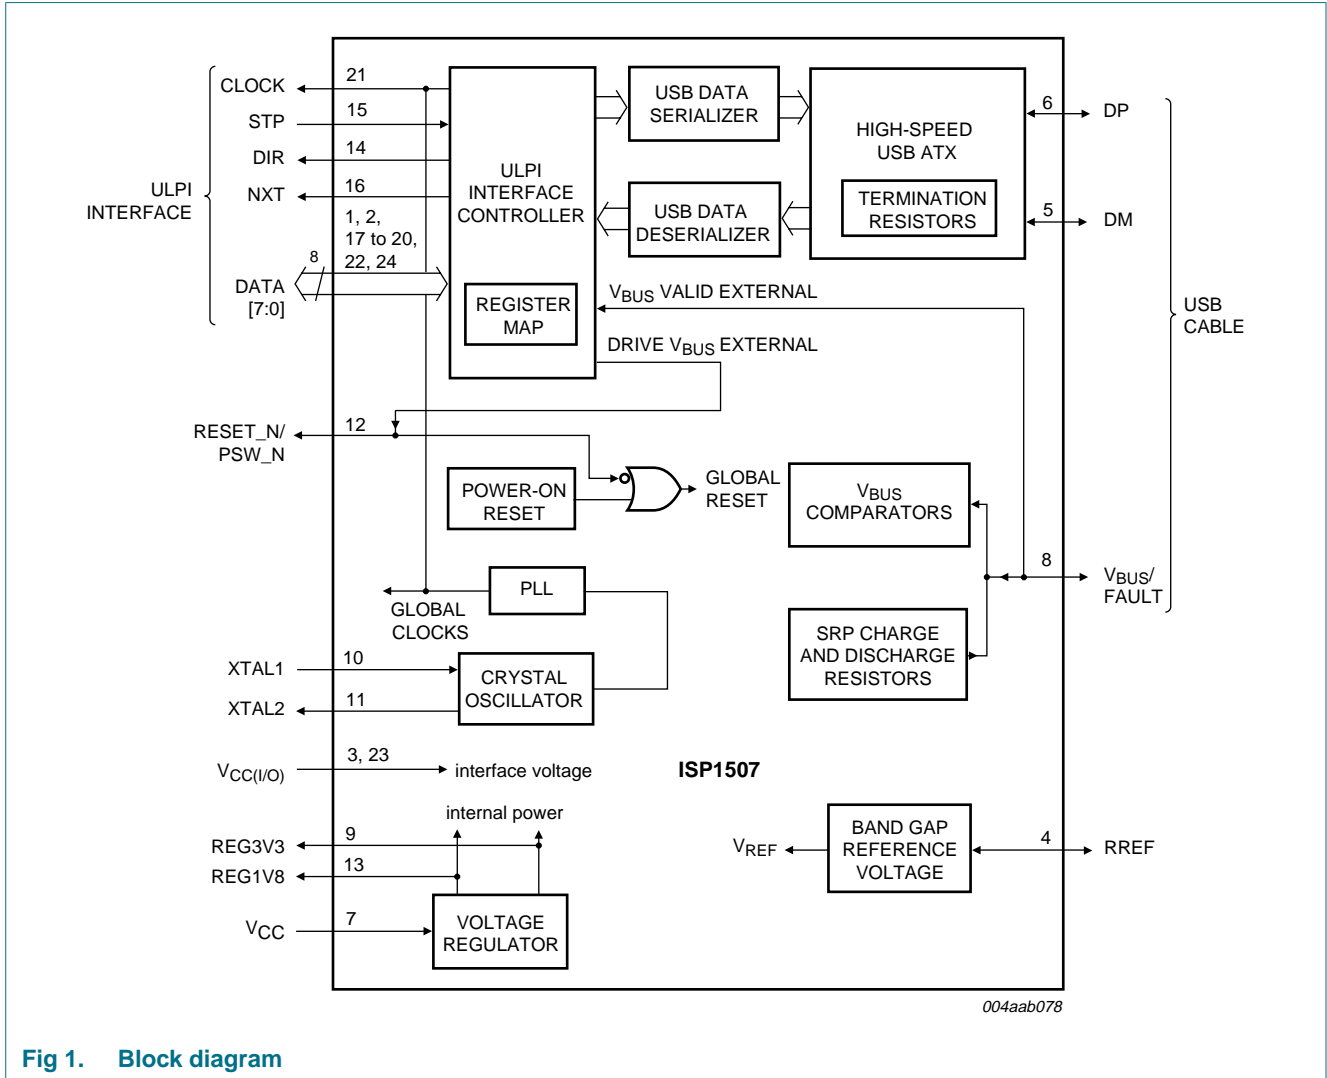 CLOCK
21
STP
15
DIR
14
NXT
16
ULPI
INTERFACE
1, 2,
17 to 20,
22, 24
8
DATA
[7:0]
ULPI
INTERFACE
CONTROLLER
REGISTER
MAP
USB DATA
SERIALIZER
USB DATA
DESERIALIZER
HIGH-SPEED
USB ATX
TERMINATION
RESISTORS
6
DP
5
DM
USB
CABLE
VBUS VALID EXTERNAL
DRIVE VBUS EXTERNAL
RESET_N/
PSW_N
12
POWER-ON
RESET
GLOBAL
RESET
VBUS
COMPARATORS
8
VBUS/
FAULT
SRP CHARGE
AND DISCHARGE
RESISTORS
PLL
GLOBAL
CLOCKS
XTAL1
10
XTAL2
11
CRYSTAL
OSCILLATOR
VCC(I/O)
3, 23
interface voltage
ISP1507
internal power
REG3V3
9
REG1V8
13
VCC
7
VOLTAGE
REGULATOR
VREF
BAND GAP
REFERENCE
VOLTAGE
4
RREF
004aab078
Fig 1. Block diagram